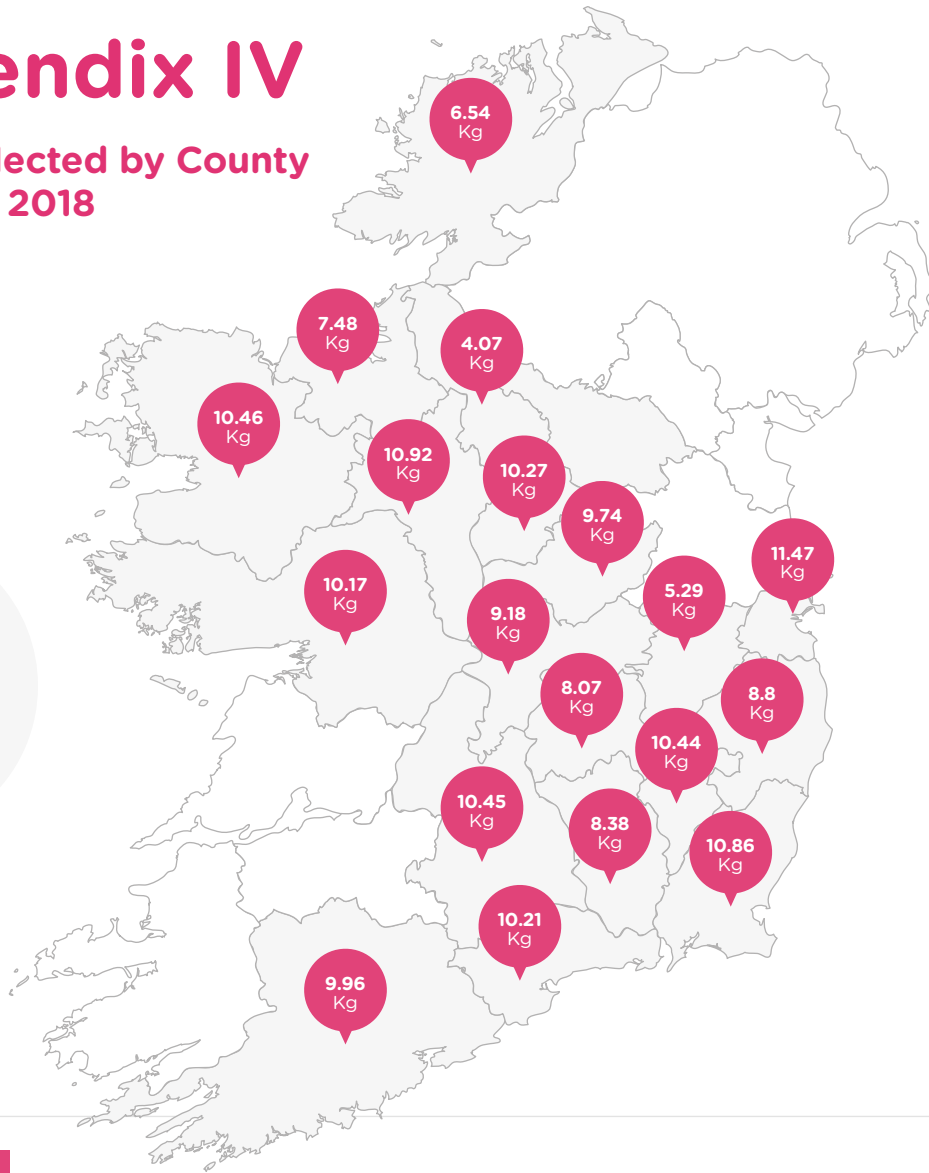 endix IV
lected by County
2018
6.54
Kg
7.48
Kg
4.07
Kg
10.46
Kg
10.92
Kg
10.27
Kg
9.74
Kg
11.47
Kg
10.17
Kg
5.29
Kg
9.18
Kg
8.07
Kg
8.8
Kg
10.44
Kg
10.45
Kg
8.38
Kg
10.86
Kg
10.21
Kg
9.96
Kg